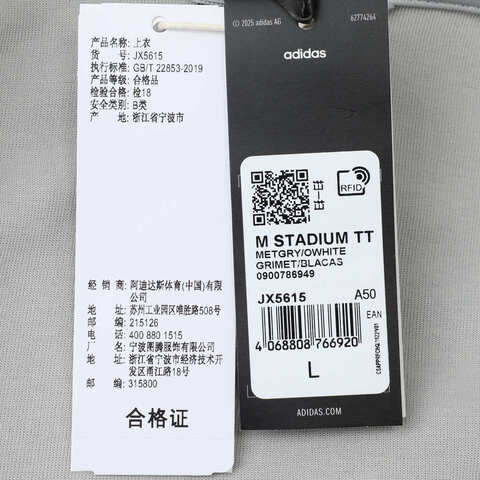 产品名称: 上衣
货 号: JX5615
执行标准: GB/T 22853-2019
产品等级: 合格品
检验合格: 检18
安全类别: B类
产 地: 浙江省宁波市
经 销 商: 阿迪达斯体育(中国)有限
公司
地 址: 苏州工业园区唯胜路508号
邮 编: 215126
电 话: 400 880 1515
制 造 商: 宁波图腾服饰有限公司
地 址: 浙江省宁波市经济技术开
发区甬江路18号
邮 编: 315800
合格证
© 2025 adidas AG
62774264
adidas
RFID
M STADIUM TT
METGRY/OWHITE
GRIMET/BLACAS
0900786949
JX5615
A50
EAN
4 068808 766920
L
ADIDAS.COM